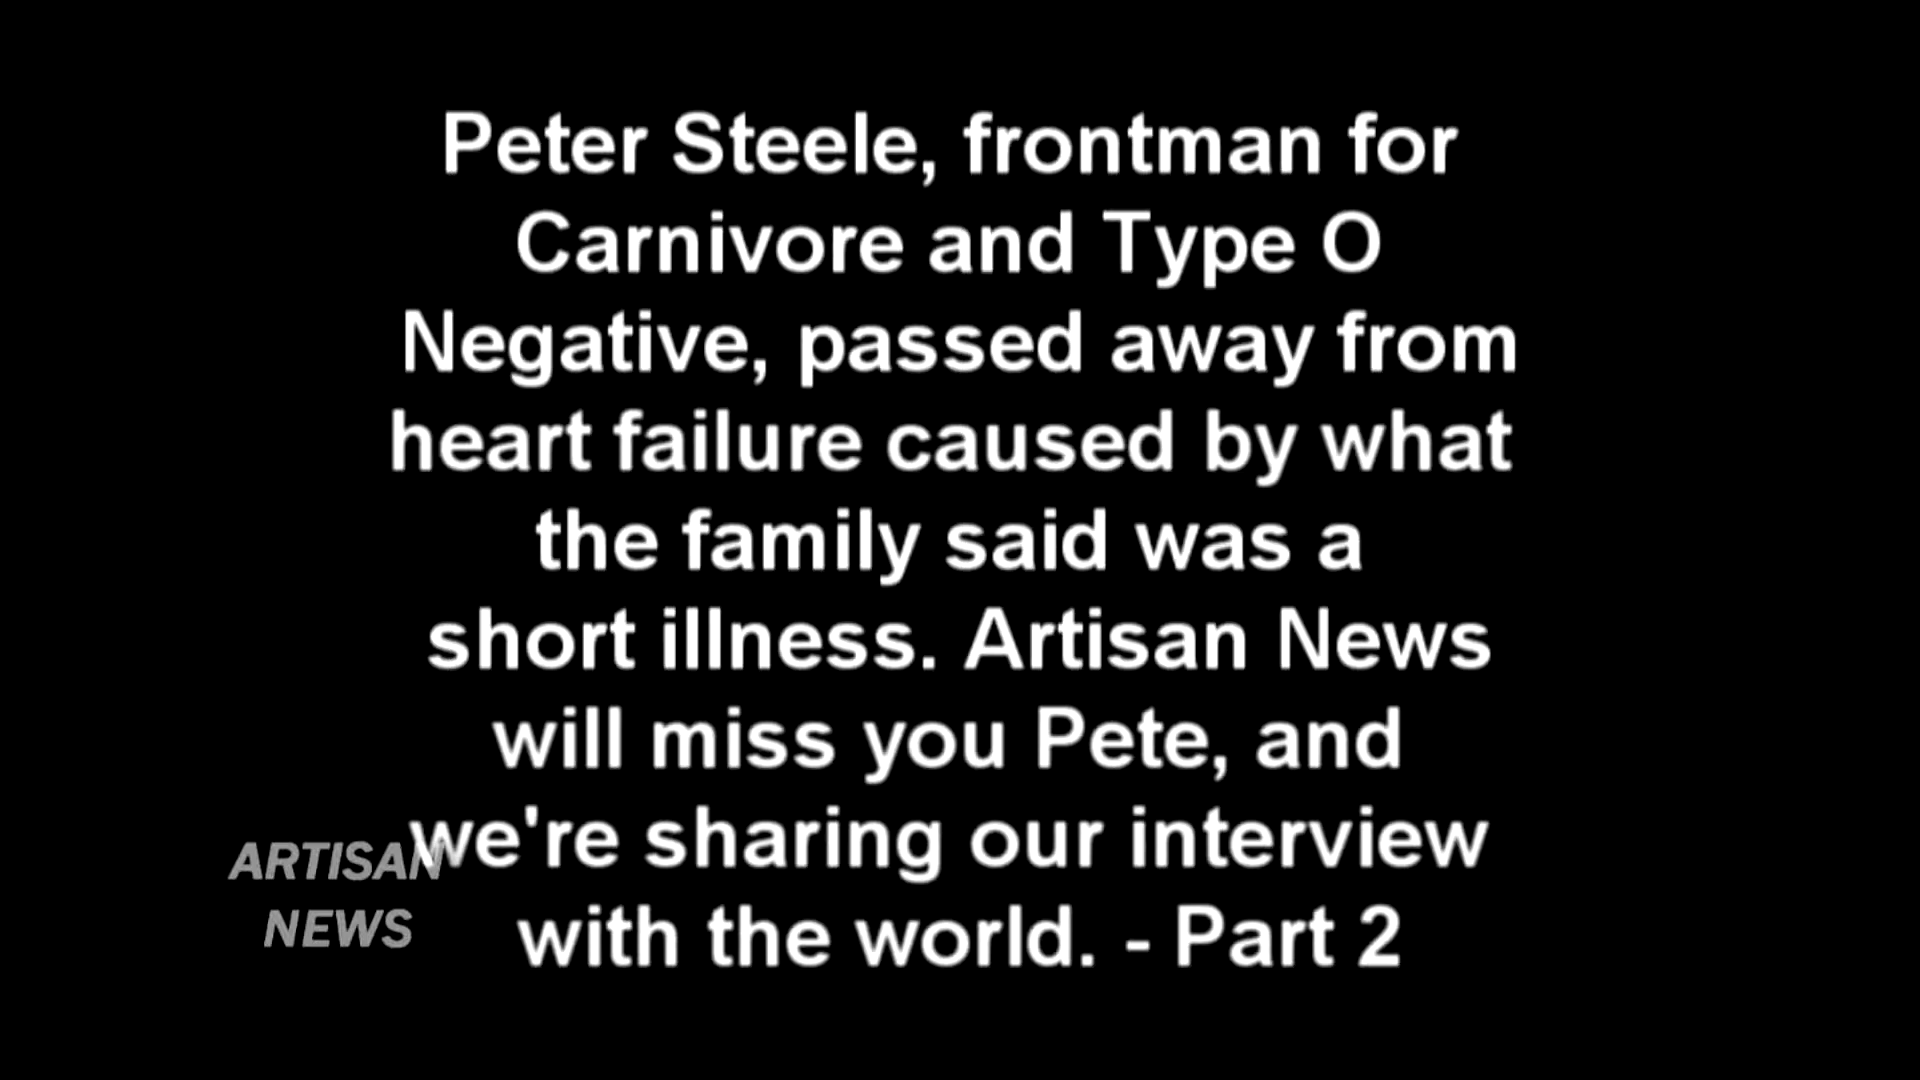 Peter Steele, frontman for
Carnivore and Type O
Negative, passed away from
heart failure caused by what
the family said was a
short illness. Artisan News
will miss you Pete, and
we're sharing our interview
with the world. - Part 2
ARTISAN
NEWS